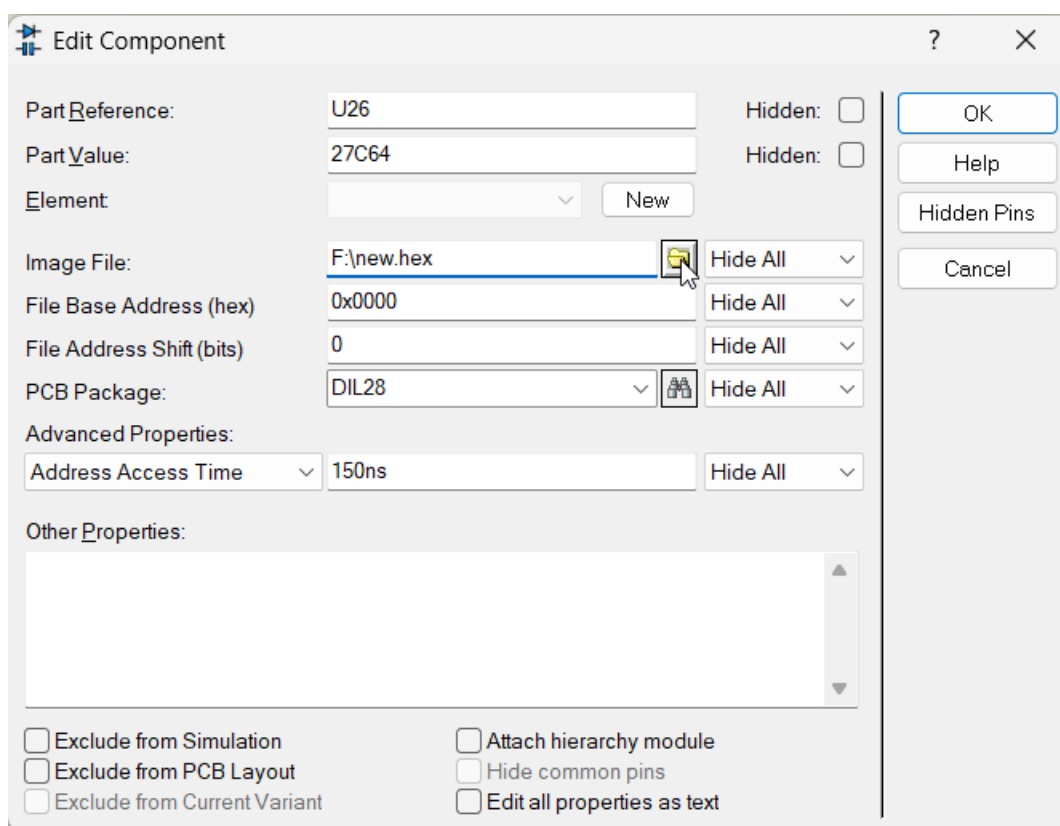 Edit Component ?
Part Reference: U26 Hidden: OK
Part Value: 27C64 Hidden: Help
Element: New Hidden Pins
Image File: F:\new.hex Hide All Cancel
File Base Address (hex) 0x0000 Hide All
File Address Shift (bits) 0 Hide All
PCB Package: DIL28 Hide All
Advanced Properties:
Address Access Time 150ns Hide All
Other Properties:
Exclude from Simulation Attach hierarchy module
Exclude from PCB Layout Hide common pins
Exclude from Current Variant Edit all properties as text